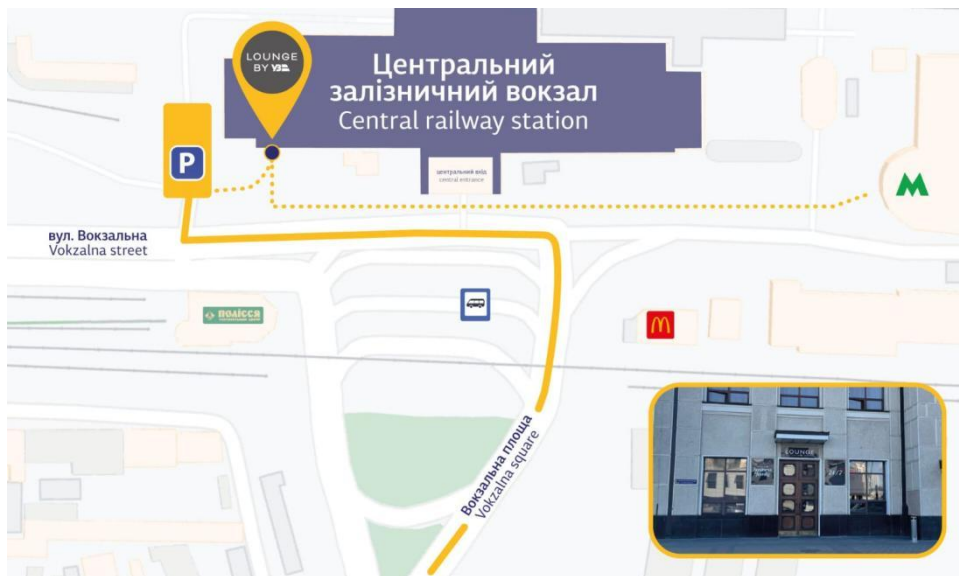 LOUNGE
BY УЗ
Центральний
залізничний вокзал
Central railway station
центральний вхід
central entrance
P
M
вул. Вокзальна
Vokzalna street
ПОЛІССЯ
Вокзальна площа
Vokzalna square
LOUNGE